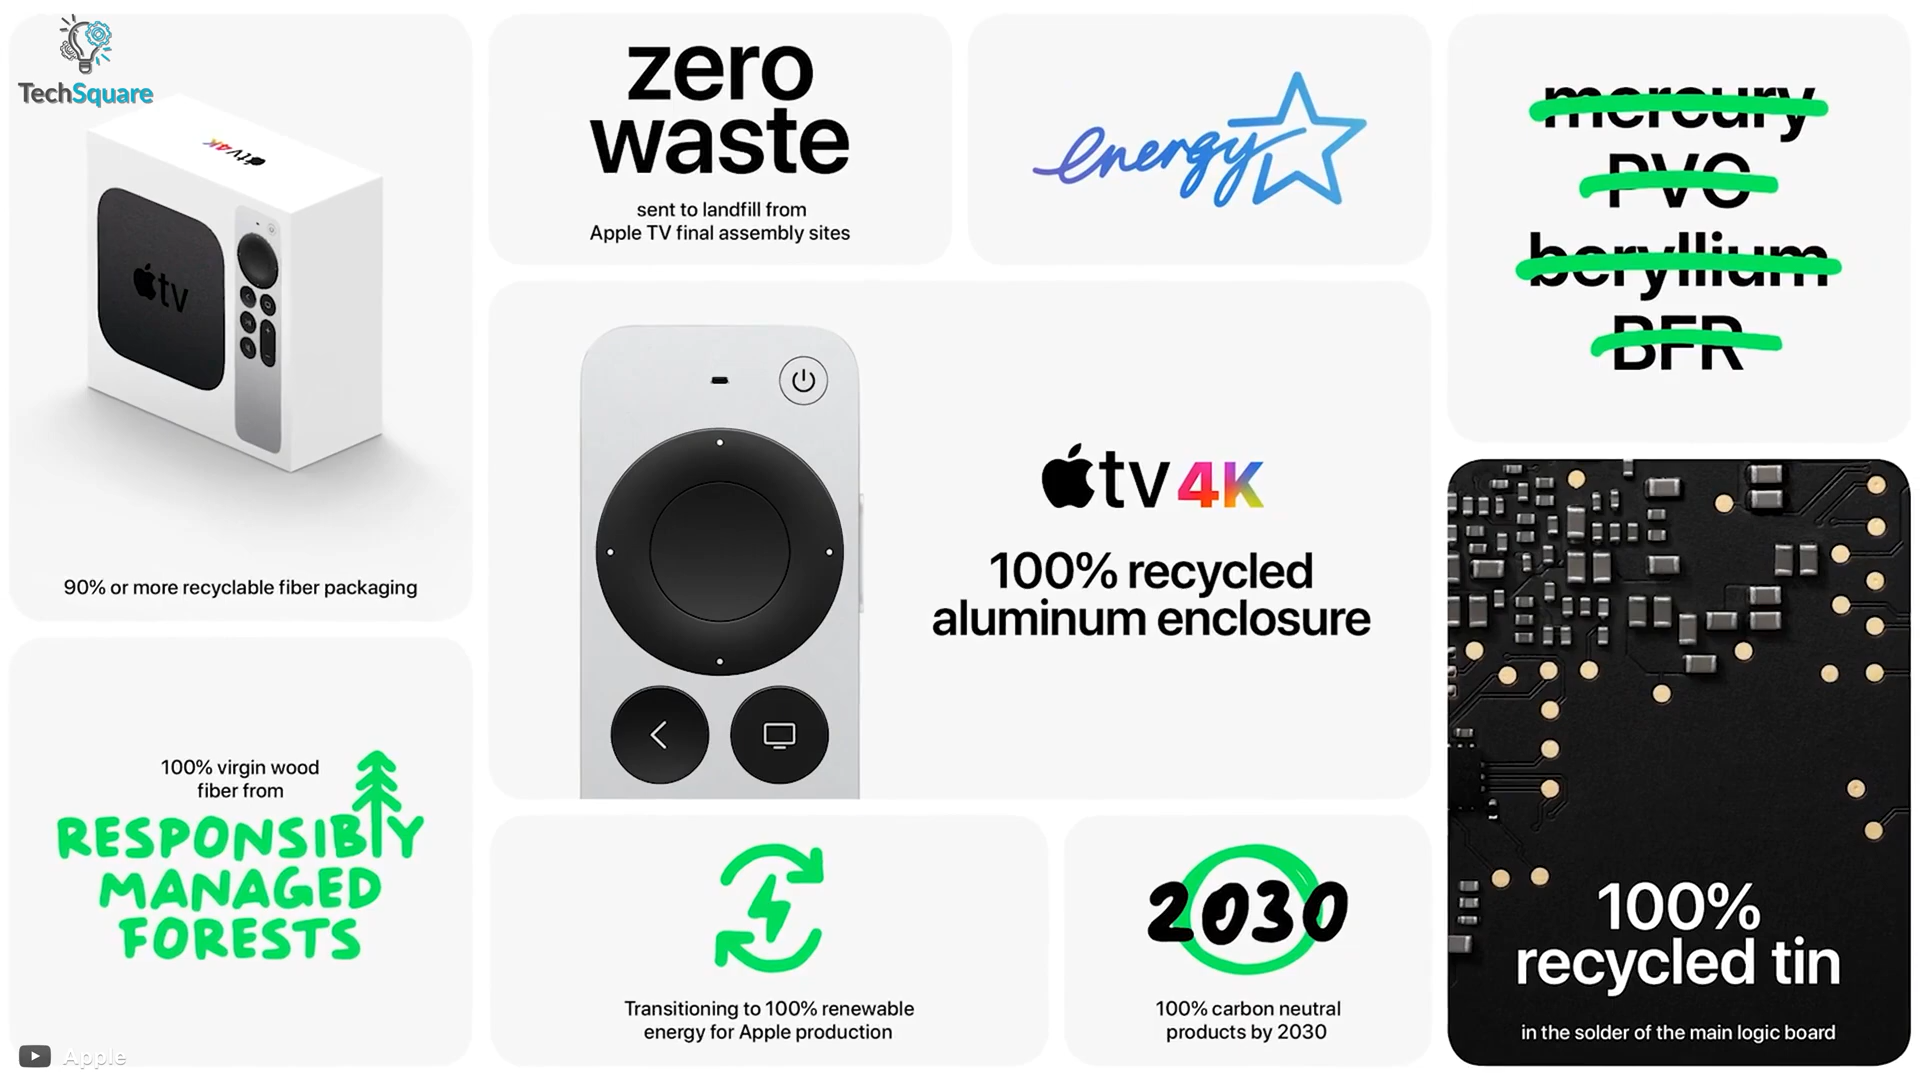 TechSquare
tv4K
tv
90% or more recyclable fiber packaging
100% virgin wood
fiber from
RESPONSIBLY
MANAGED
FORESTS
zero
waste
sent to landfill from
Apple TV final assembly sites
energy
tv 4K
100% recycled
aluminum enclosure
Transitioning to 100% renewable
energy for Apple production
2030
100% carbon neutral
products by 2030
mercury
PVC
beryllium
BFR
100%
recycled tin
in the solder of the main logic board
Apple